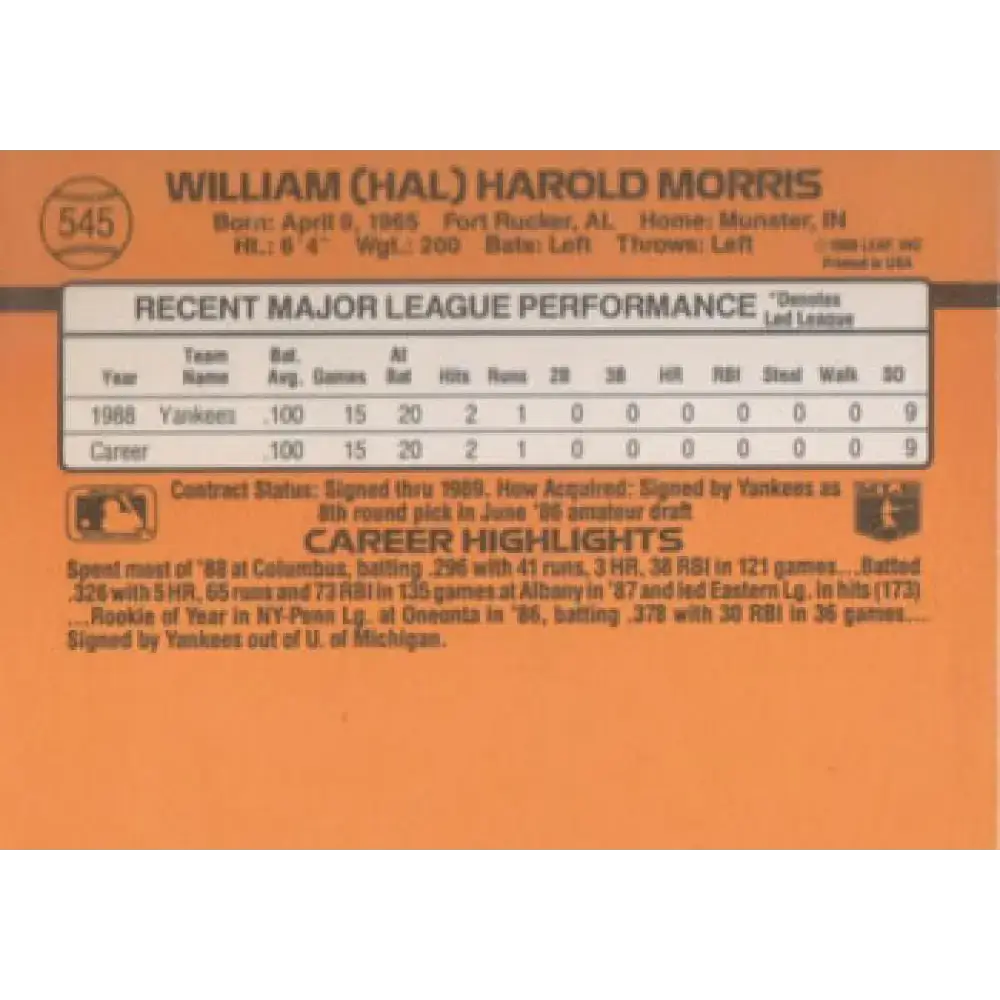 545
WILLIAM (HAL) HAROLD MORRIS
Born: April 9, 1965 Fort Rucker, AL Home: Munster, IN
Ht.: 6'4" Wgt.: 200 Bats: Left Throws: Left
LEAF, INC
Printed in USA
RECENT MAJOR LEAGUE PERFORMANCE *Denotes Led League
Year Team Name Bat. Avg. Games At Bat Hits Runs 2B 3B HR RBI Steal Walk SO
1988 Yankees .100 15 20 2 1 0 0 0 0 0 0 9
Career .100 15 20 2 1 0 0 0 0 0 0 9
Contract Status: Signed thru 1989. How Acquired: Signed by Yankees as
8th round pick in June '86 amateur draft
CAREER HIGHLIGHTS
Spent most of '88 at Columbus, batting .296 with 41 runs, 3 HR, 38 RBI in 121 games....Batted
.326 with 5 HR, 65 runs and 73 RBI in 135 games at Albany in '87 and led Eastern Lg. in hits (173)
...Rookie of Year in NY-Penn Lg. at Oneonta in '86, batting .378 with 30 RBI in 36 games....
Signed by Yankees out of U. of Michigan.